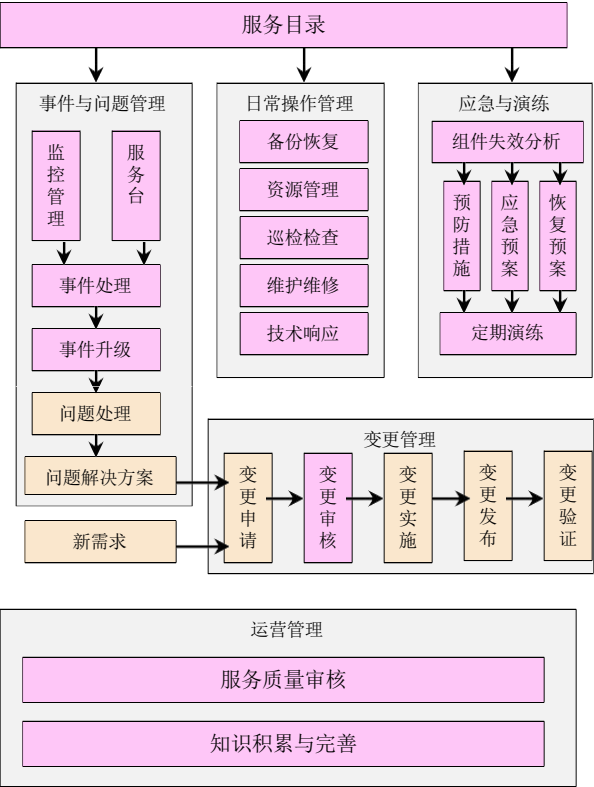 服务目录
事件与问题管理
监控管理
服务台
事件处理
事件升级
问题处理
问题解决方案
新需求
日常操作管理
备份恢复
资源管理
巡检检查
维护维修
技术响应
应急与演练
组件失效分析
预防措施
应急预案
恢复预案
定期演练
变更管理
变更申请
变更审核
变更实施
变更发布
变更验证
运营管理
服务质量审核
知识积累与完善